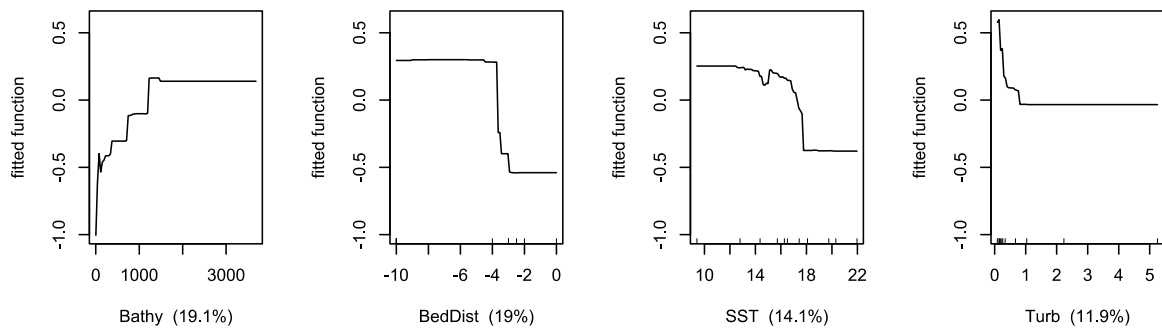 fitted function
0.5
0.0
-0.5
-1.0
0 1000 3000
Bathy (19.1%)
fitted function
0.5
0.0
-0.5
-1.0
-10 -8 -6 -4 -2 0
BedDist (19%)
fitted function
0.5
0.0
-0.5
-1.0
10 14 18 22
SST (14.1%)
fitted function
0.5
0.0
-0.5
-1.0
0 1 2 3 4 5
Turb (11.9%)